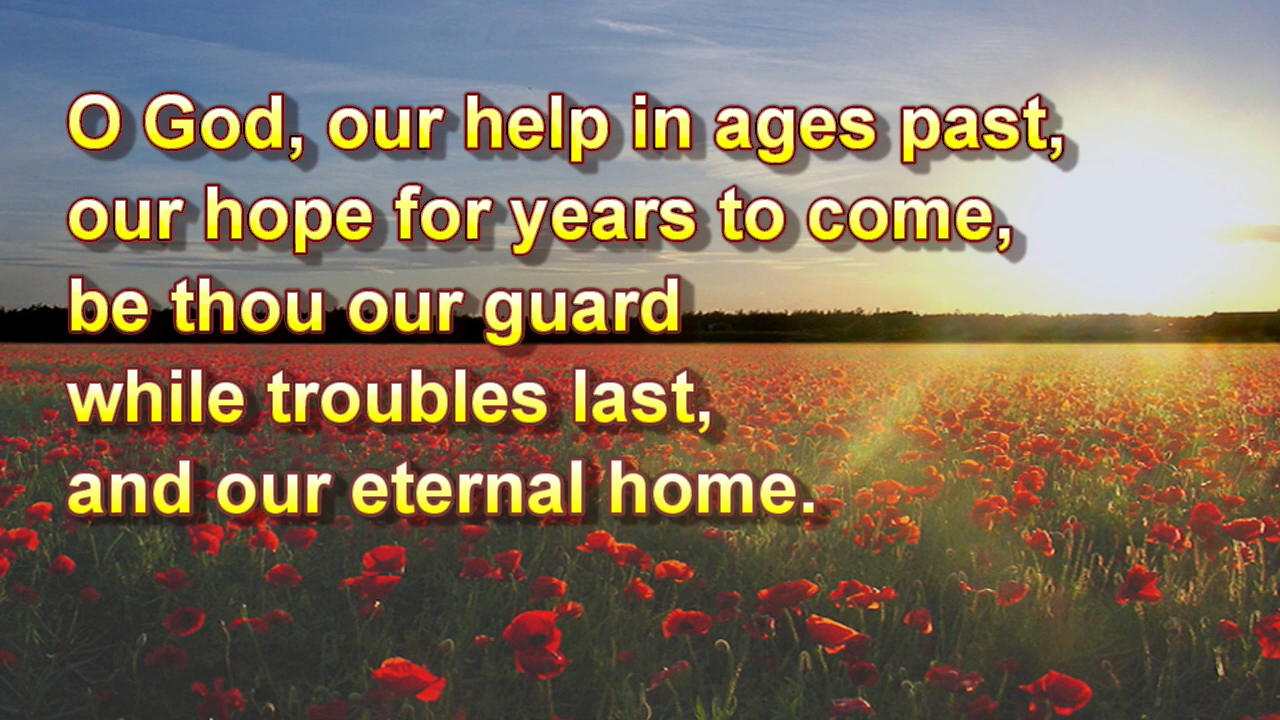 O God, our help in ages past,
our hope for years to come,
be thou our guard
while troubles last,
and our eternal home.